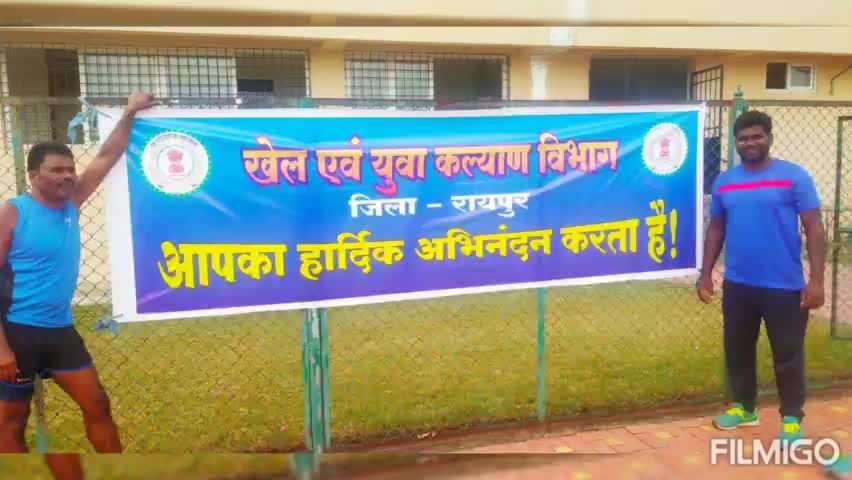 खेल एवं युवा कल्याण विभाग
जिला - रायपुर
आपका हार्दिक अभिनंदन करता है!
FILMIGO